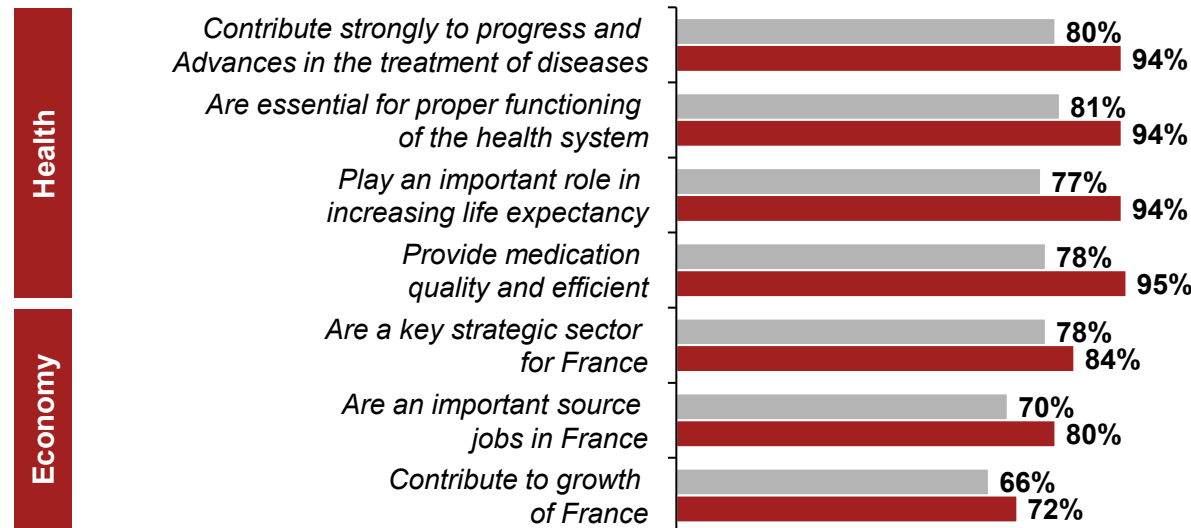 Health
Contribute strongly to progress and
Advances in the treatment of diseases
80%
94%
Are essential for proper functioning
of the health system
81%
94%
Play an important role in
increasing life expectancy
77%
94%
Provide medication
quality and efficient
78%
95%
Economy
Are a key strategic sector
for France
78%
84%
Are an important source
jobs in France
70%
80%
Contribute to growth
of France
66%
72%